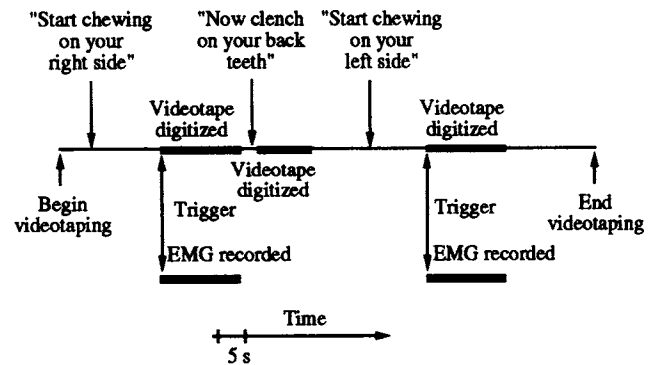 "Start chewing
on your
right side"
"Now clench
on your back
teeth"
"Start chewing
on your
left side"
Videotape
digitized
Videotape
digitized
Videotape
digitized
Begin
videotaping
Trigger
EMG recorded
Trigger
EMG recorded
End
videotaping
Time
5 s